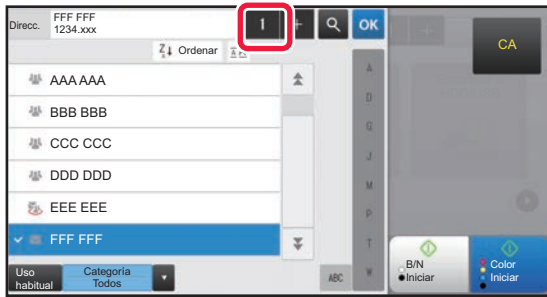 Direcc.
FFF FFF
1234.xxx
1
+
OK
CA
Ordenar
AAA AAA
BBB BBB
CCC CCC
DDD DDD
EEE EEE
FFF FFF
A
D
G
J
M
P
T
W
ABC
Uso
habitual
Categoría
Todos
B/N
Iniciar
Color
Iniciar